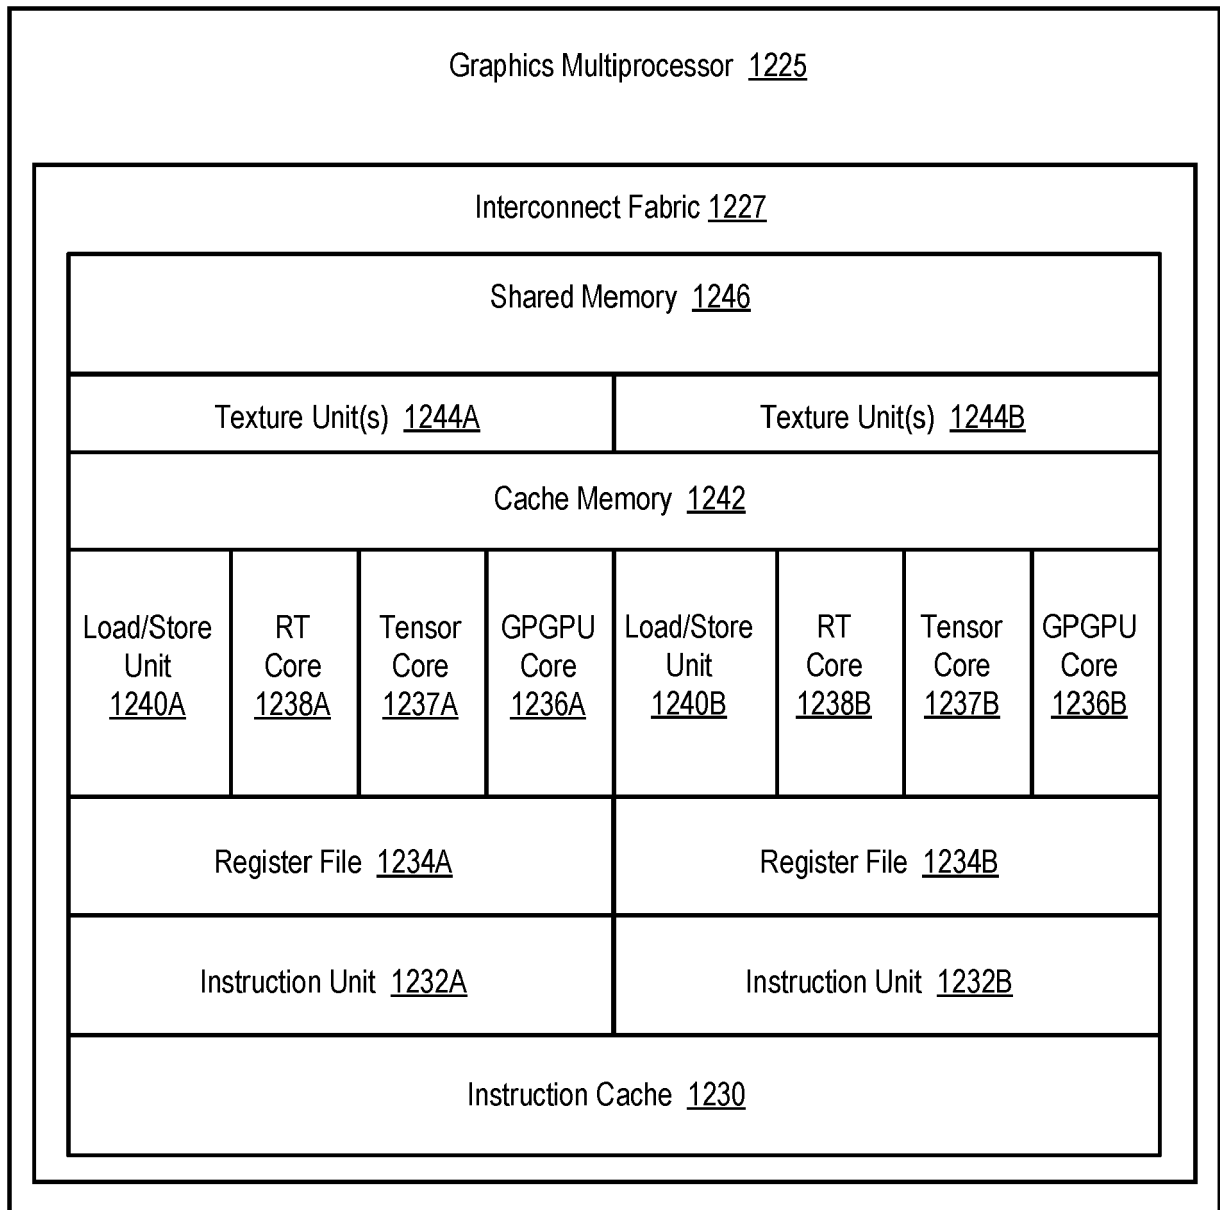 Graphics Multiprocessor 1225
Interconnect Fabric 1227
Shared Memory 1246
Texture Unit(s) 1244A
Texture Unit(s) 1244B
Cache Memory 1242
Load/Store
Unit
1240A
RT
Core
1238A
Tensor
Core
1237A
GPGPU
Core
1236A
Load/Store
Unit
1240B
RT
Core
1238B
Tensor
Core
1237B
GPGPU
Core
1236B
Register File 1234A
Register File 1234B
Instruction Unit 1232A
Instruction Unit 1232B
Instruction Cache 1230